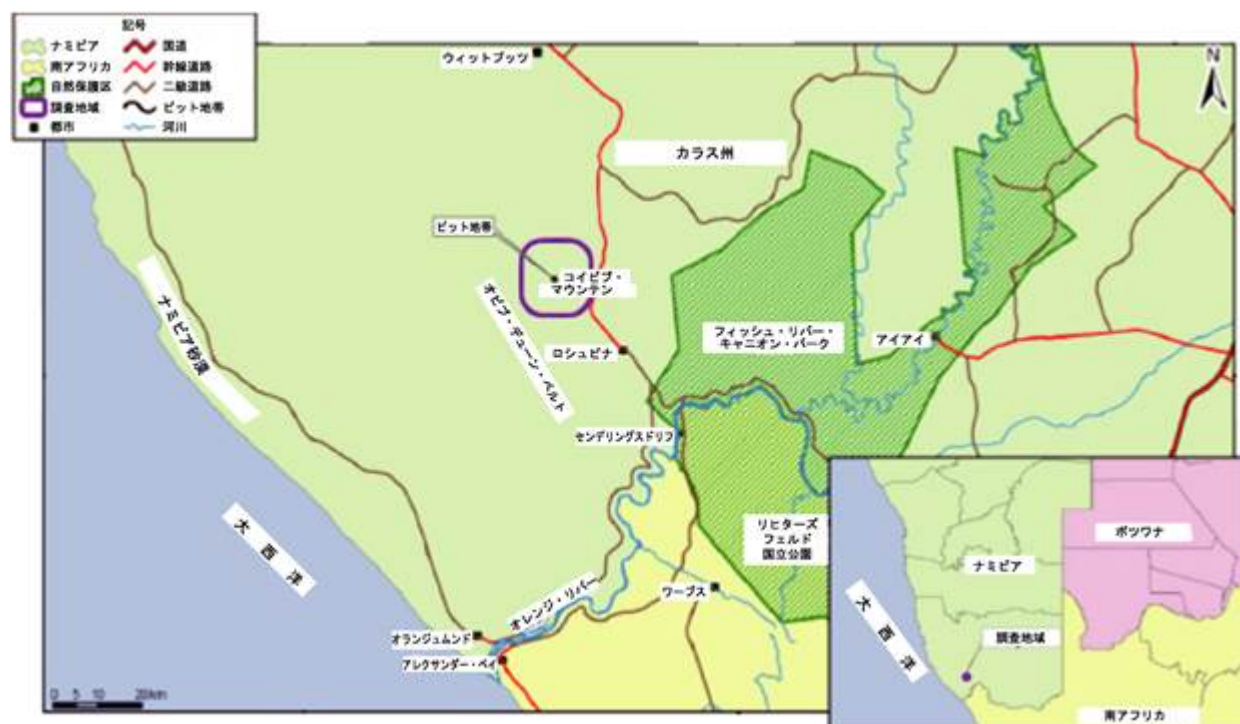 記号
ナミビア
国道
南アフリカ
幹線道路
自然保護区
二級道路
調査地域
ピット地帯
都市
河川
ウィットプッツ
N
カラス州
ピット地帯
コイビブ・
マウンテン
ナミビア砂漠
オビブ・デューン・ベルト
フィッシュ・リバー・
キャニオン・パーク
アイアイ
ロシュピナ
センデリングスドリフ
大西洋
リヒターズ
フェルド
国立公園
ワープス
オレンジ・リバー
オランジュムンド
アレクサンダー・ベイ
0 5 10 20km
ボツワナ
ナミビア
大西洋
調査地域
南アフリカ